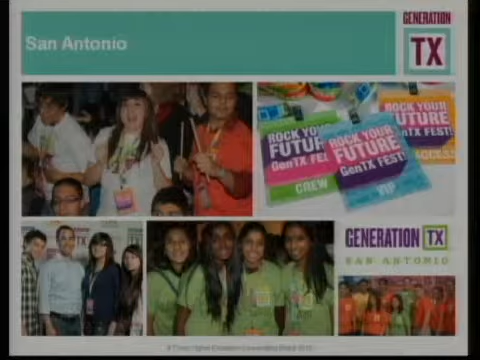 San Antonio
GENERATION
TX
ROCK YOUR
FUTURE
GenTX FEST!
CREW
ROCK YOUR
FUTURE
GenTX FEST!
VIP
ROCK YOUR
FUTURE
GenTX FEST!
ACCESS
GENERATION TX
SAN ANTONIO